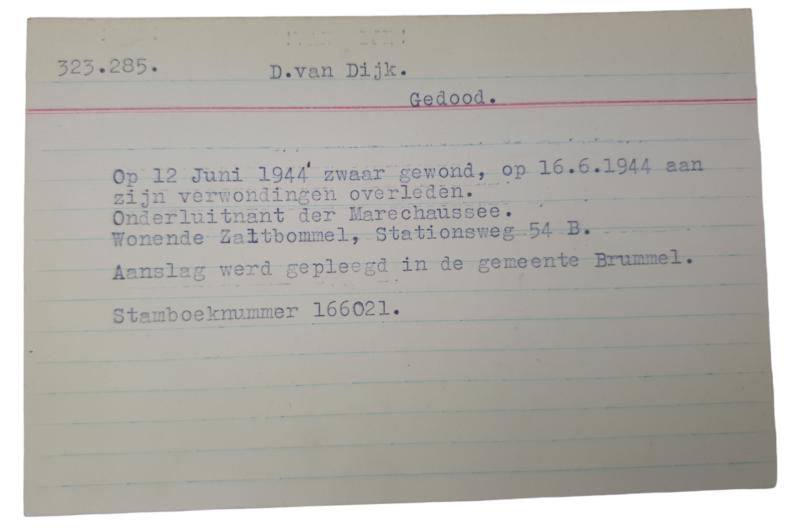 323.285.
D.van Dijk.
Gedood.
Op 12 Juni 1944' zwaar gewond, op 16.6.1944 aan
zijn verwondingen overleden.
Onderluitnant der Marechaussee.
Wonende Zaltbommel, Stationsweg 54 B.
Aanslag werd gepleegd in de gemeente Brummel.
Stamboeknummer 166021.